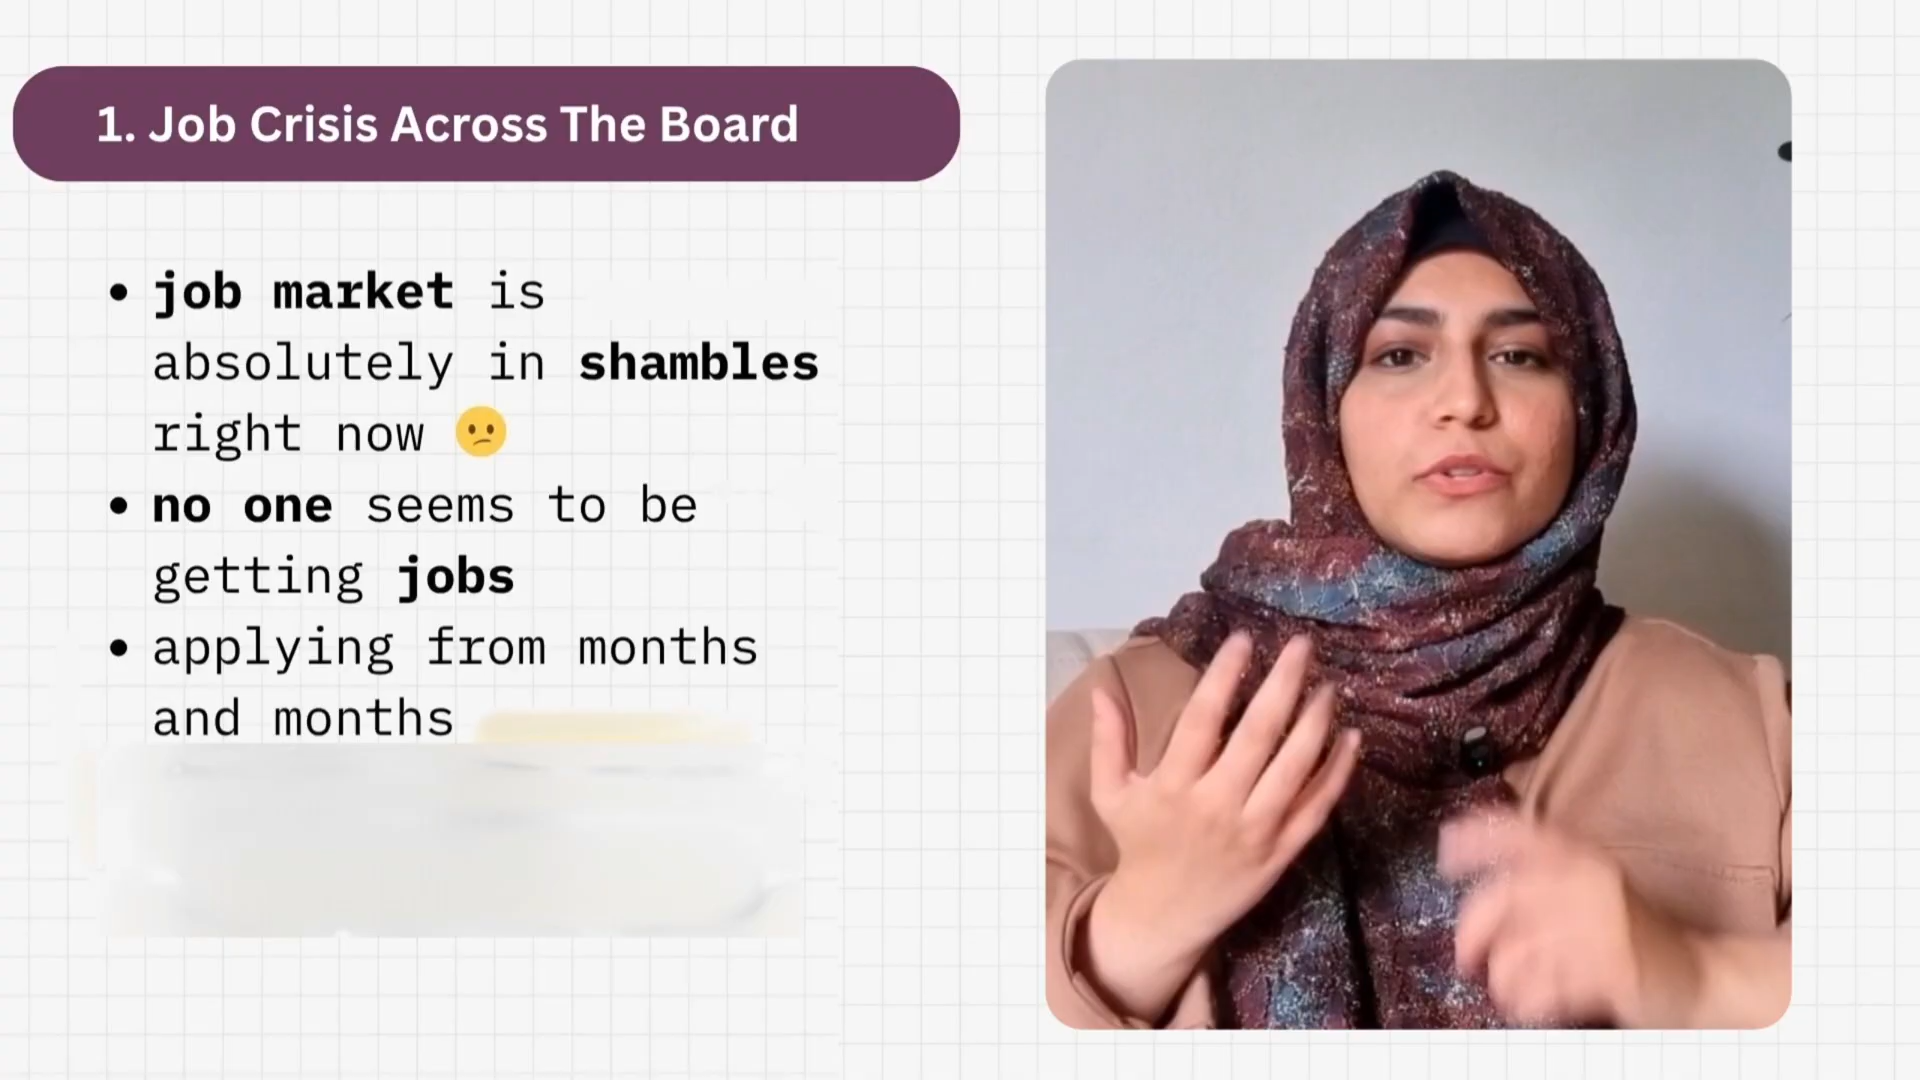 1. Job Crisis Across The Board
• job market is
absolutely in shambles
right now 😕
• no one seems to be
getting jobs
• applying from months
and months